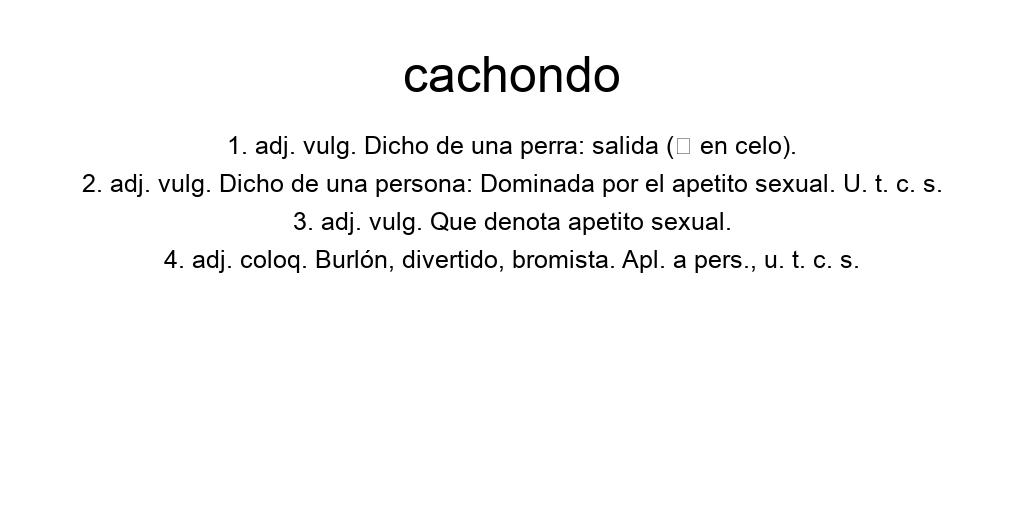 cachondo
1. adj. vulg. Dicho de una perra: salida (▯ en celo).
2. adj. vulg. Dicho de una persona: Dominada por el apetito sexual. U. t. c. s.
3. adj. vulg. Que denota apetito sexual.
4. adj. coloq. Burlón, divertido, bromista. Apl. a pers., u. t. c. s.